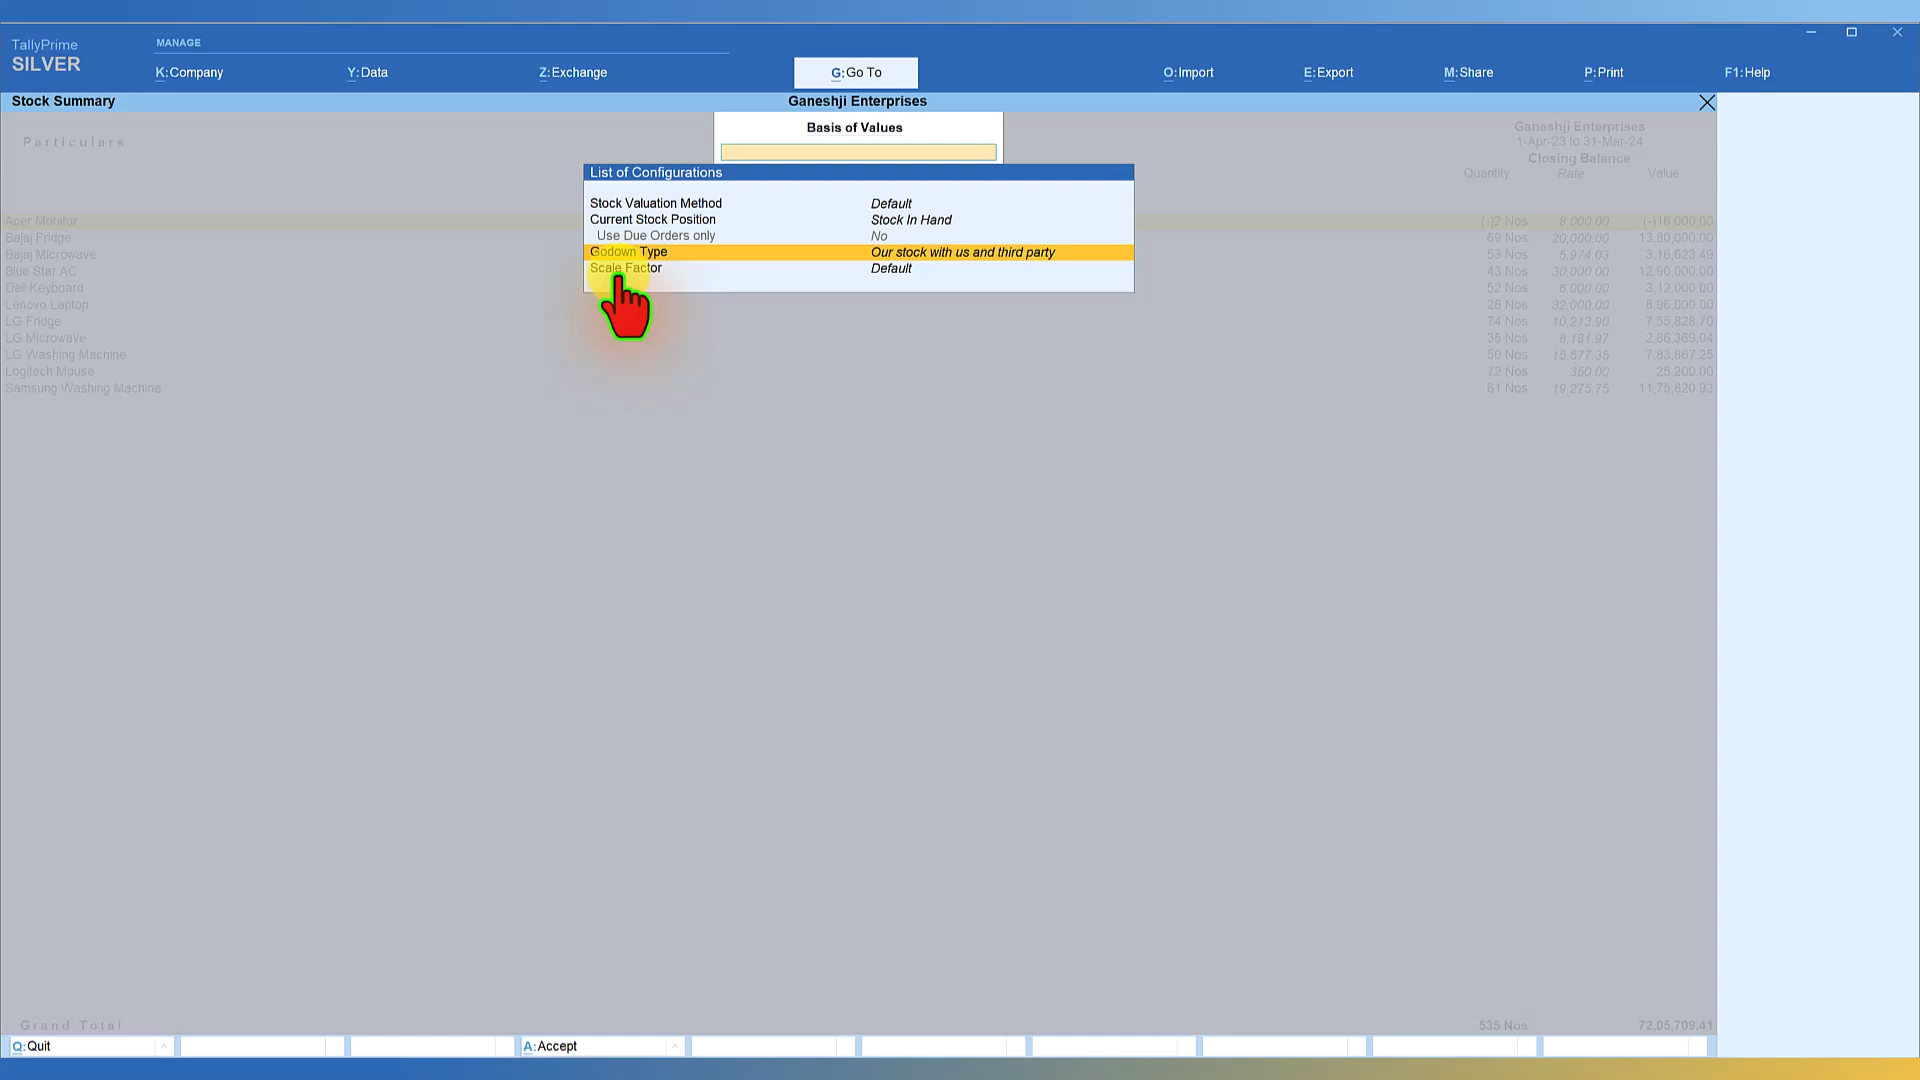 TallyPrime
SILVER
MANAGE
K:Company
Y:Data
Z:Exchange
G:Go To
O:Import
E:Export
M:Share
P:Print
F1:Help
Stock Summary
Ganeshji Enterprises
Basis of Values
Particulars
Ganeshji Enterprises
1-Apr-23 to 31-Mar-24
Closing Balance
Quantity Rate Value
List of Configurations
Stock Valuation Method Default
Current Stock Position Stock In Hand
Use Due Orders only No
Godown Type Our stock with us and third party
Scale Factor Default
Acer Monitor (-)2 Nos 8,000.00 (-)16,000.00
Bajaj Fridge 69 Nos 20,000.00 13,80,000.00
Bajaj Microwave 53 Nos 5,974.03 3,16,623.49
Blue Star AC 43 Nos 30,000.00 12,90,000.00
Dell Keyboard 52 Nos 6,000.00 3,12,000.00
Lenovo Laptop 28 Nos 32,000.00 8,96,000.00
LG Fridge 74 Nos 10,213.90 7,55,828.70
LG Microwave 35 Nos 8,181.97 2,86,369.04
LG Washing Machine 50 Nos 15,677.35 7,83,867.25
Logitech Mouse 72 Nos 350.00 25,200.00
Samsung Washing Machine 61 Nos 19,275.75 11,75,820.93
Grand Total 535 Nos 72,05,709.41
Q:Quit
A:Accept